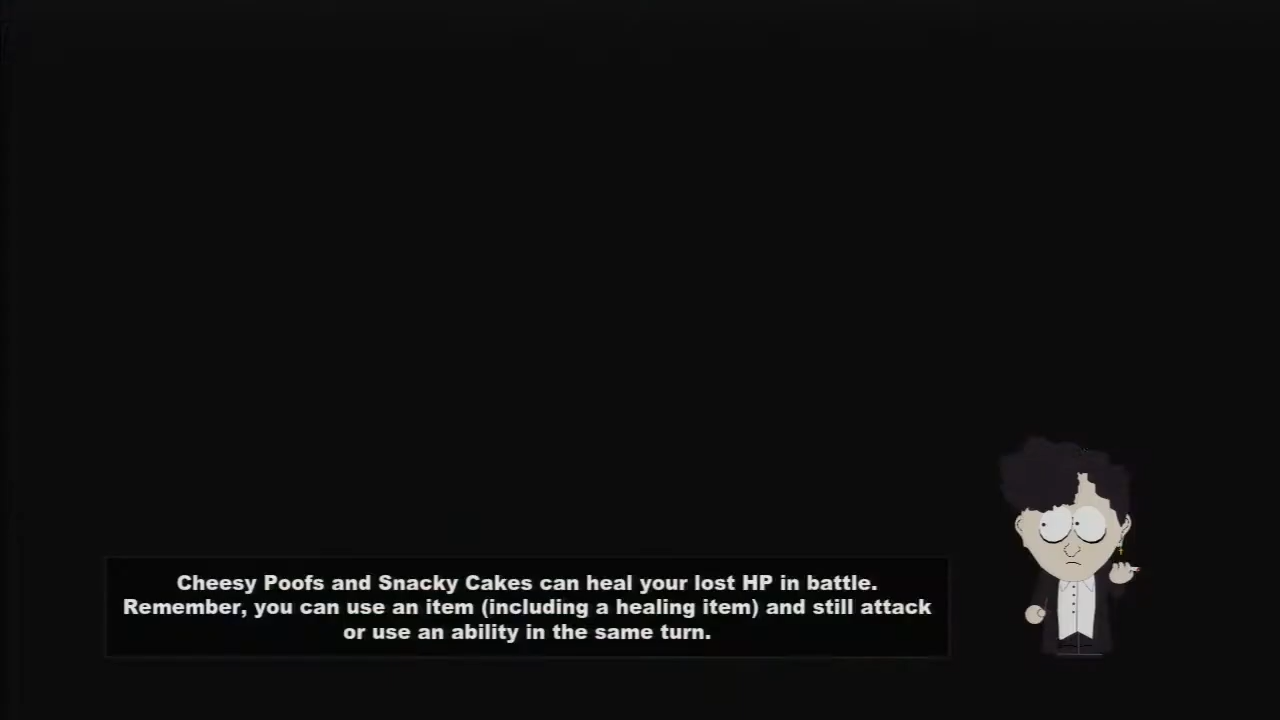 Cheesy Poofs and Snacky Cakes can heal your lost HP in battle.
Remember, you can use an item (including a healing item) and still attack
or use an ability in the same turn.